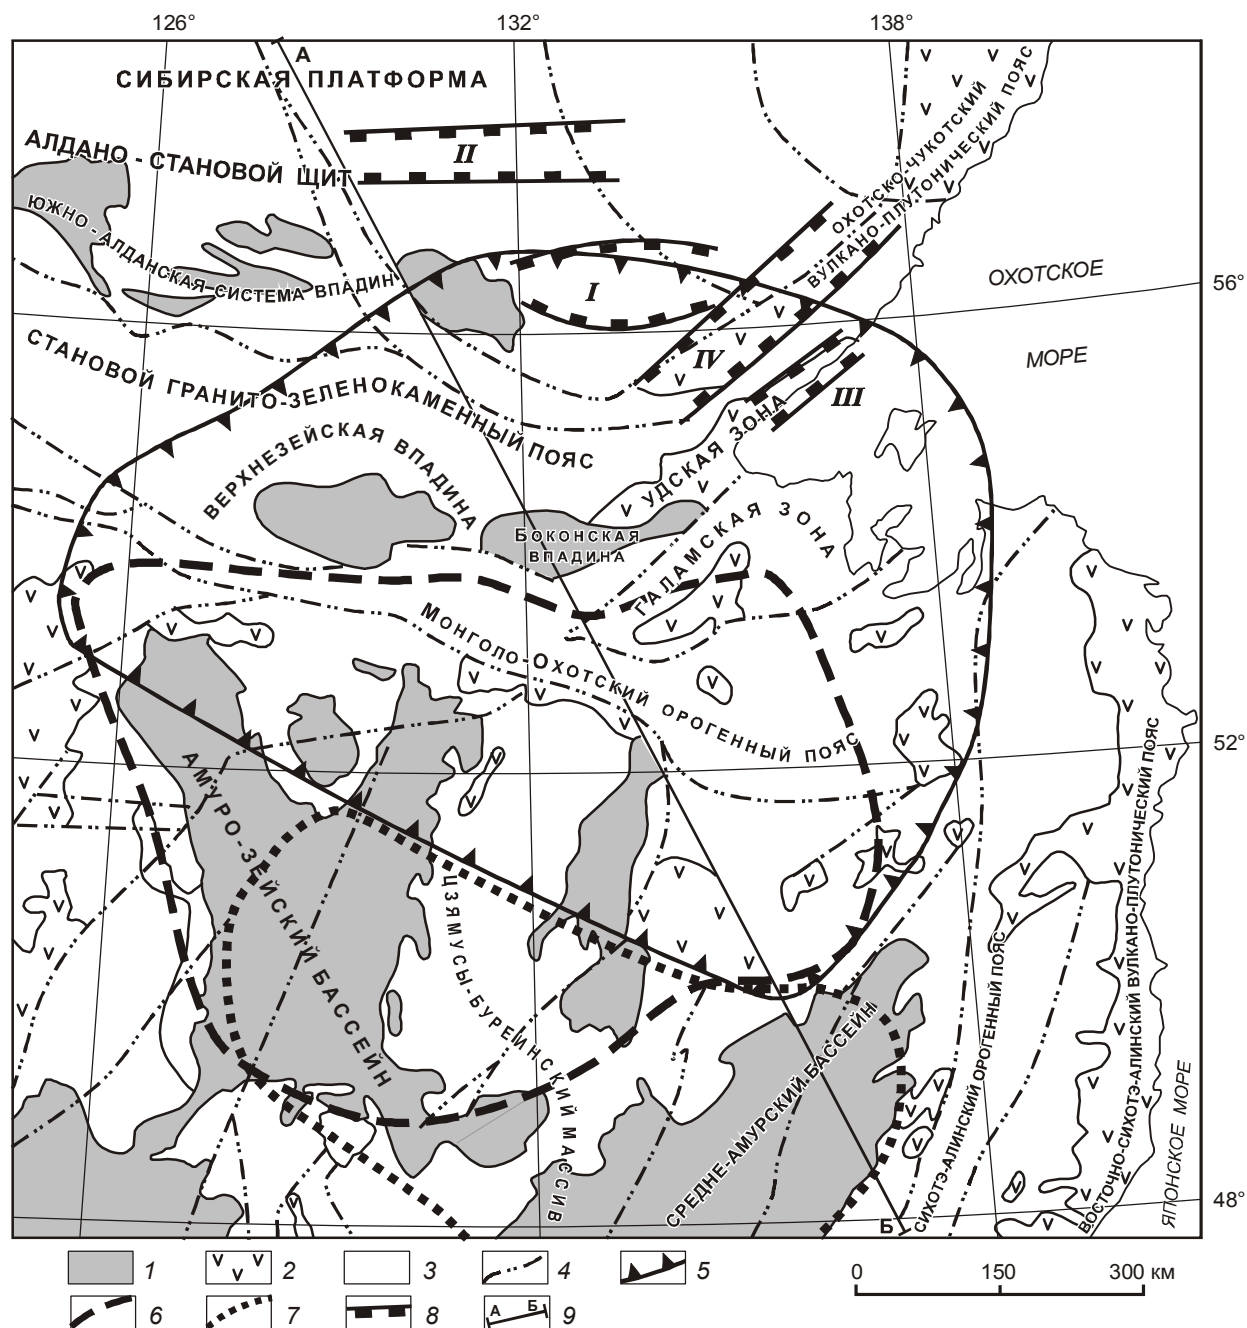 126°
132°
138°
А
СИБИРСКАЯ ПЛАТФОРМА
АЛДАНО - СТАНОВОЙ ЩИТ
II
ОХОТСКО-ЧУКОТСКИЙ
ВУЛКАНО-ПЛУТОНИЧЕСКИЙ ПОЯС
ЮЖНО - АЛДАНСКАЯ СИСТЕМА ВПАДИН
I
ОХОТСКОЕ
МОРЕ
56°
СТАНОВОЙ ГРАНИТО-ЗЕЛЕНОКАМЕННЫЙ ПОЯС
IV
III
ВЕРХНЕЗЕЙСКАЯ ВПАДИНА
УДСКАЯ ЗОНА
БОКОНСКАЯ
ВПАДИНА
ГАЛАМСКАЯ ЗОНА
МОНГОЛО-ОХОТСКИЙ ОРОГЕННЫЙ ПОЯС
52°
АМУРО-ЗЕЙСКИЙ БАССЕЙН
ЦЗЯМУСЫ-БУРЕИНСКИЙ МАССИВ
СРЕДНЕ-АМУРСКИЙ БАССЕЙН
СИХОТЭ-АЛИНСКИЙ ОРОГЕННЫЙ ПОЯС
ВОСТОЧНО-СИХОТЭ-АЛИНСКИЙ ВУЛКАНО-ПЛУТОНИЧЕСКИЙ ПОЯС
ЯПОНСКОЕ МОРЕ
48°
Б
1
2
3
4
5
0 150 300 км
6
7
8
А Б
9